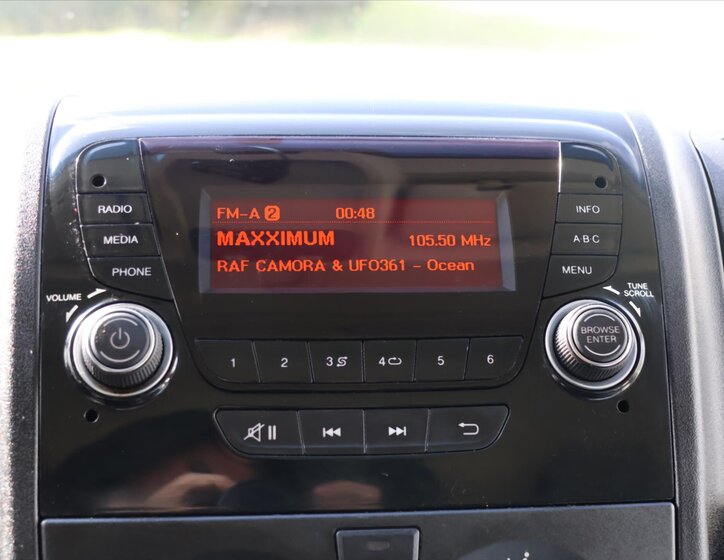 FM-A 2 00:48
MAXXIMUM 105.50 MHz
RAF CAMORA & UFO361 - Ocean
RADIO
MEDIA
PHONE
INFO
ABC
MENU
VOLUME
TUNE
SCROLL
BROWSE
ENTER
1 2 3 4 5 6